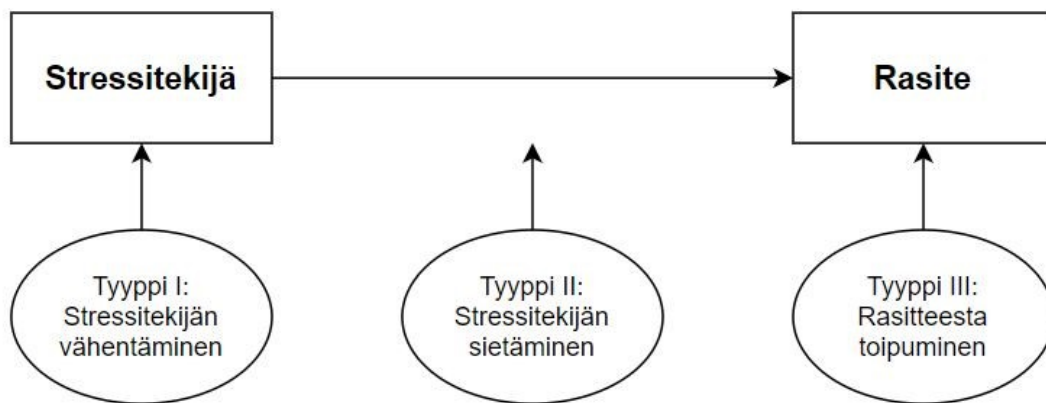 Stressitekijä
Rasite
Tyyppi I:
Stressitekijän
vähentäminen
Tyyppi II:
Stressitekijän
sietäminen
Tyyppi III:
Rasitteesta
toipuminen